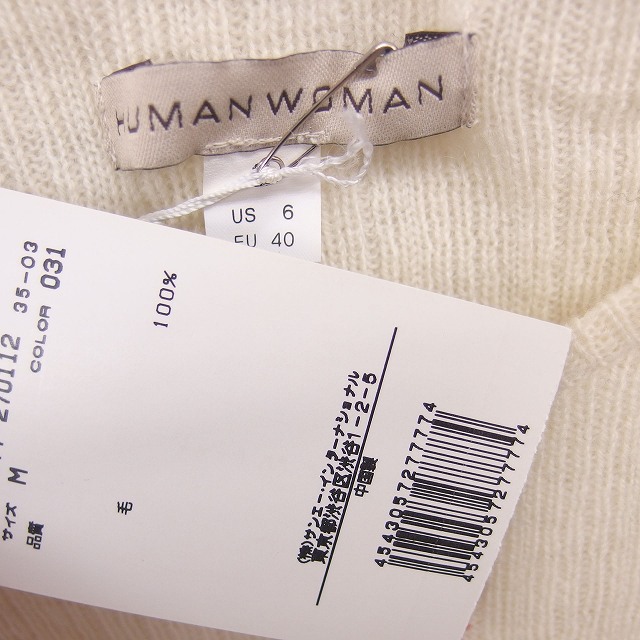 HUMAN WOMAN
US 6
EU 40
270112 35-03
COLOR 031
サイズ M
品質
毛 100%
(株)サンエー・インターナショナル
東京都渋谷区渋谷1-2-5
中国製
4543057277774
4543057277774